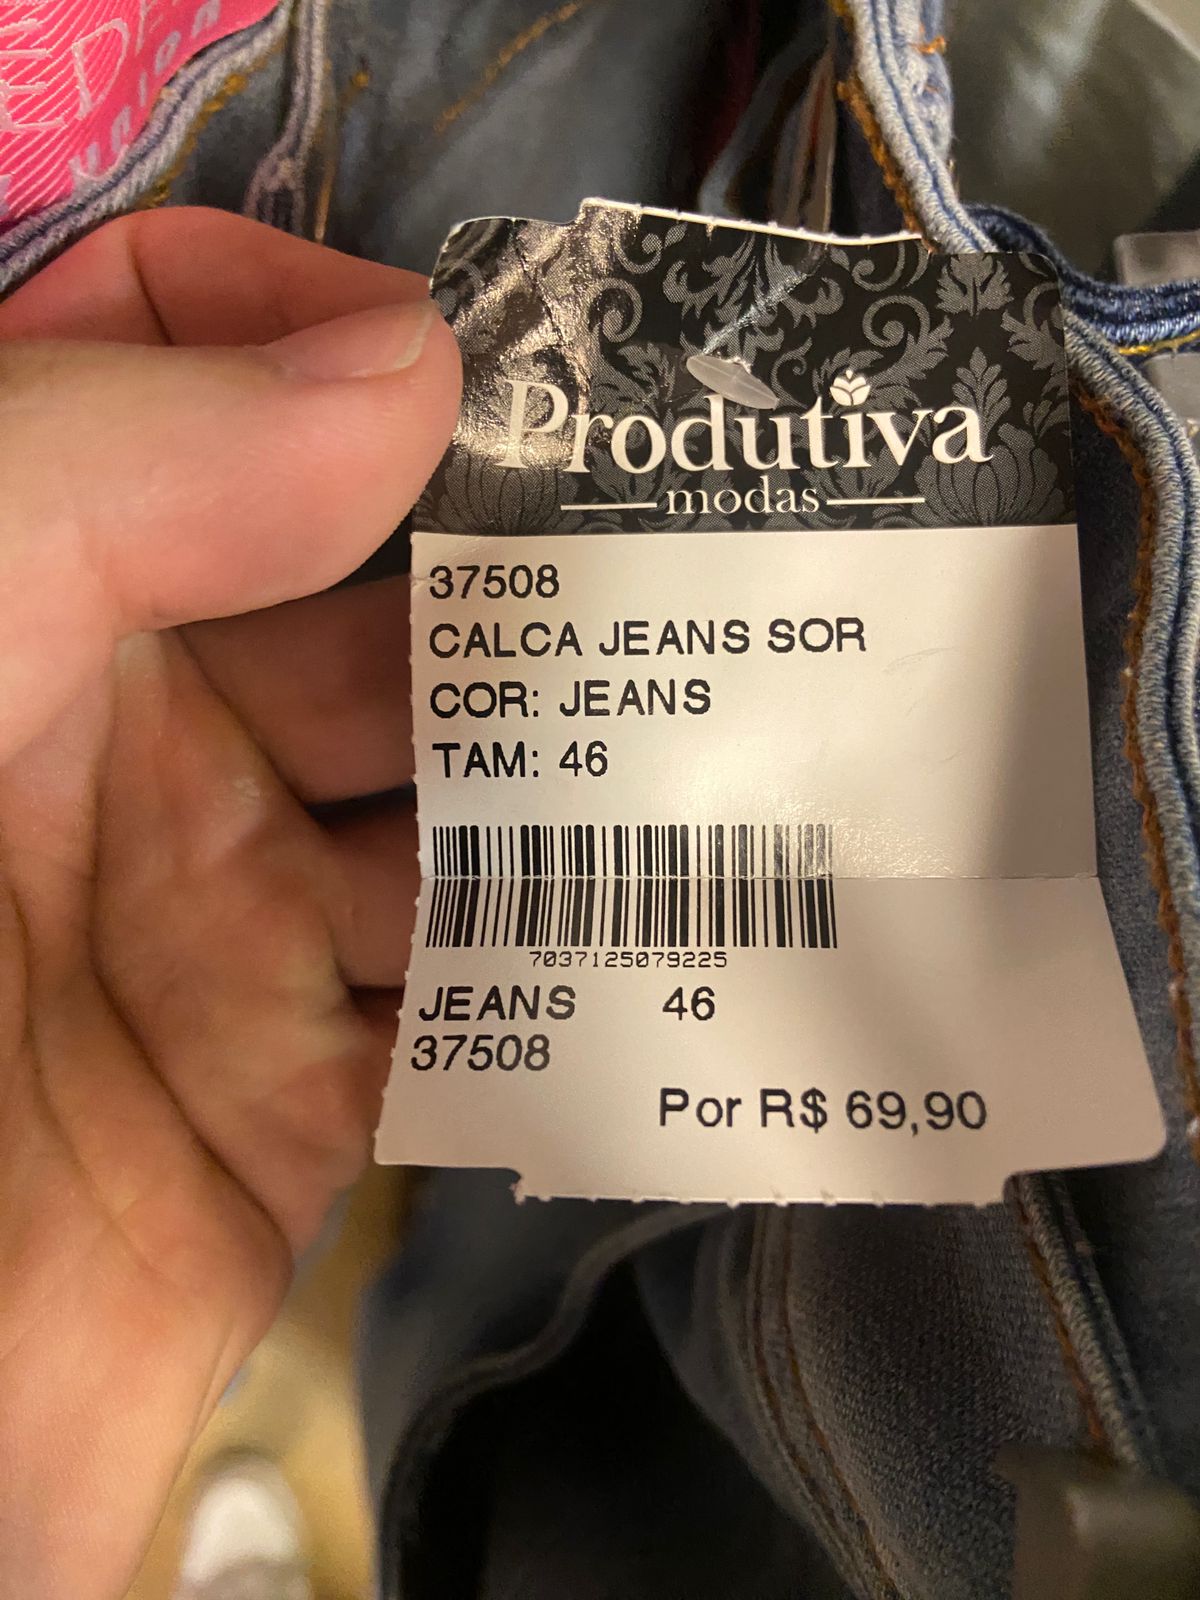 Produtiva
modas
37508
CALCA JEANS SOR
COR: JEANS
TAM: 46
7037125079225
JEANS 46
37508
Por R$ 69,90